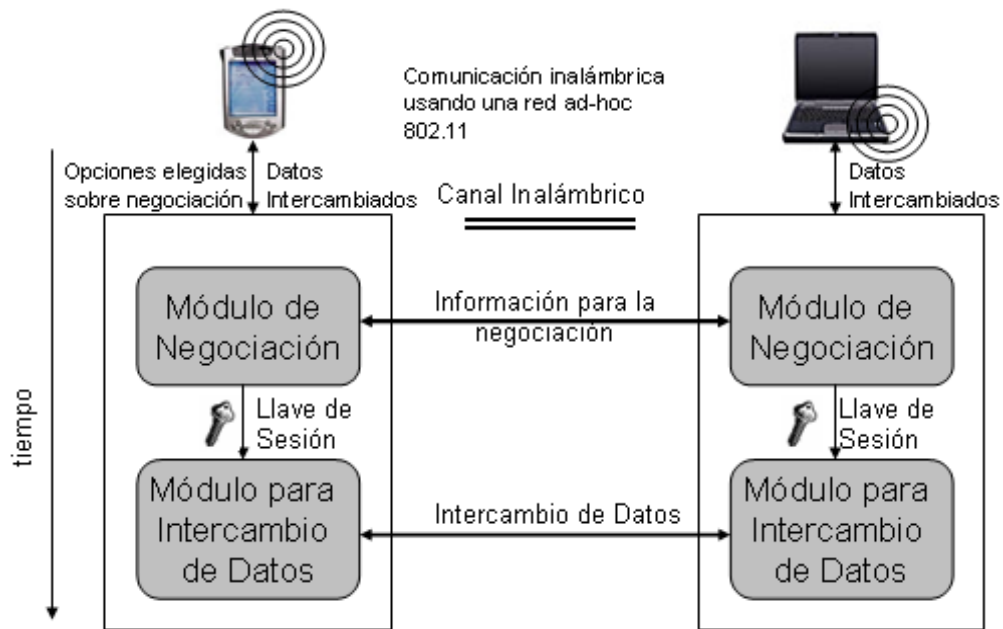 Comunicación inalámbrica
usando una red ad-hoc
802.11
Opciones elegidas
sobre negociación
Datos
Intercambiados
Canal Inalámbrico
Datos
Intercambiados
Módulo de
Negociación
Información para la
negociación
Módulo de
Negociación
Llave de
Sesión
Llave de
Sesión
tiempo
Módulo para
Intercambio
de Datos
Intercambio de Datos
Módulo para
Intercambio
de Datos